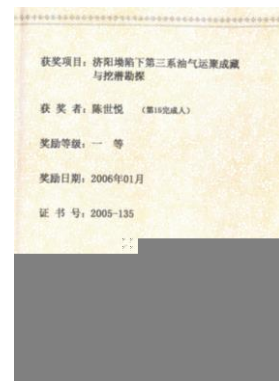 获奖项目：济阳塌陷下第三系油气运聚成藏
与挖潜勘探
获 奖 者：陈世悦 （第15完成人）
奖励等级：一 等
奖励日期：2006年01月
证 书 号：2005-135